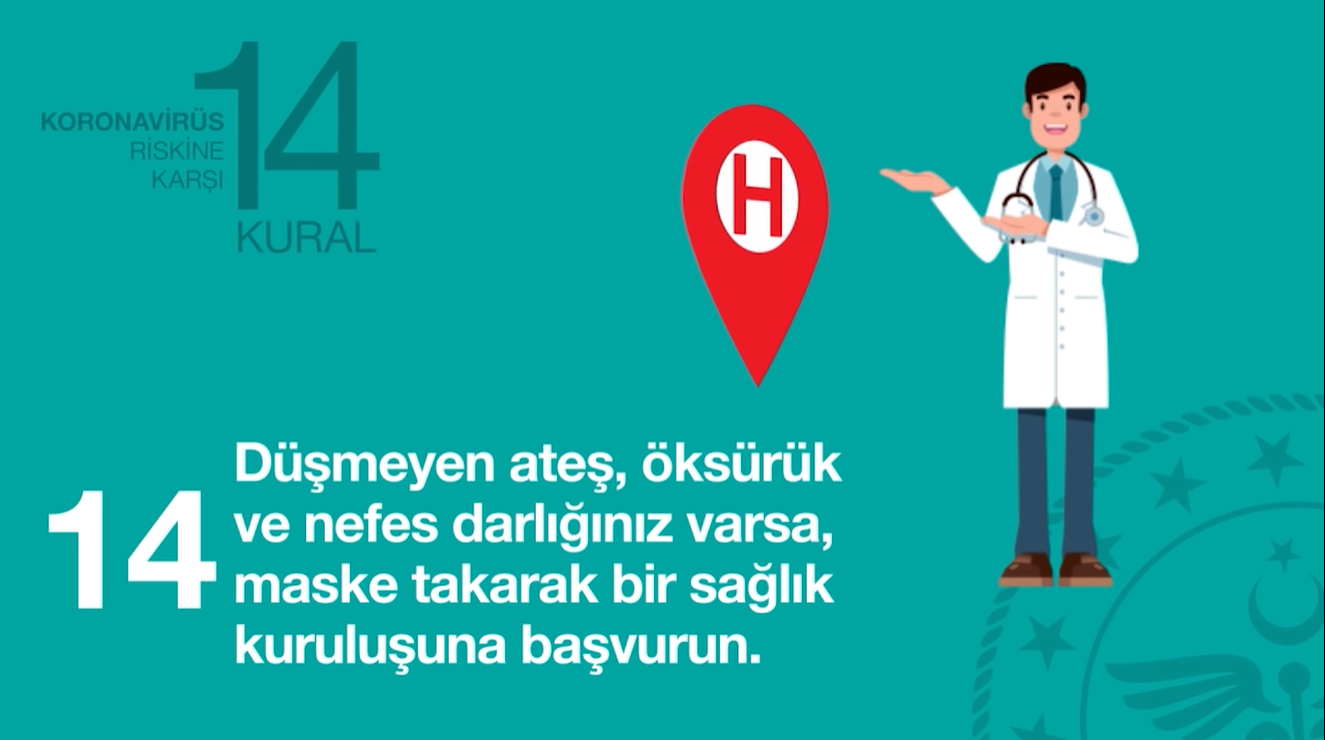 14
KORONAVİRÜS
RİSKİNE
KARŞI
KURAL
H
14
Düşmeyen ateş, öksürük
ve nefes darlığınız varsa,
maske takarak bir sağlık
kuruluşuna başvurun.